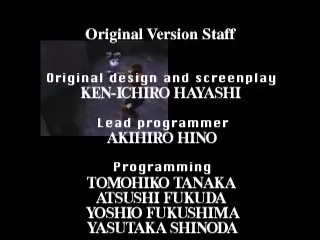 Original Version Staff
Original design and screenplay
KEN-ICHIRO HAYASHI
Lead programmer
AKIHIRO HINO
Programming
TOMOHIKO TANAKA
ATSUSHI FUKUDA
YOSHIO FUKUSHIMA
YASUTAKA SHINODA